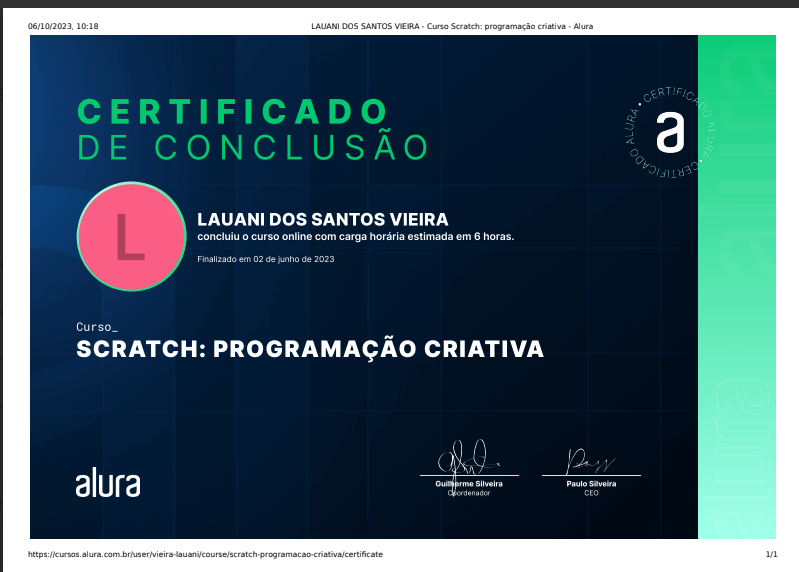 06/10/2023, 10:18
LAUANI DOS SANTOS VIEIRA - Curso Scratch: programação criativa - Alura
CERTIFICADO
DE CONCLUSÃO
CERTIFICADO ALURA • CERTIFICADO ALURA •
a
L
LAUANI DOS SANTOS VIEIRA
concluiu o curso online com carga horária estimada em 6 horas.
Finalizado em 02 de junho de 2023
Curso_
SCRATCH: PROGRAMAÇÃO CRIATIVA
alura
Guilherme Silveira
Coordenador
Paulo Silveira
CEO
alura
alura
https://cursos.alura.com.br/user/vieira-lauani/course/scratch-programacao-criativa/certificate
1/1